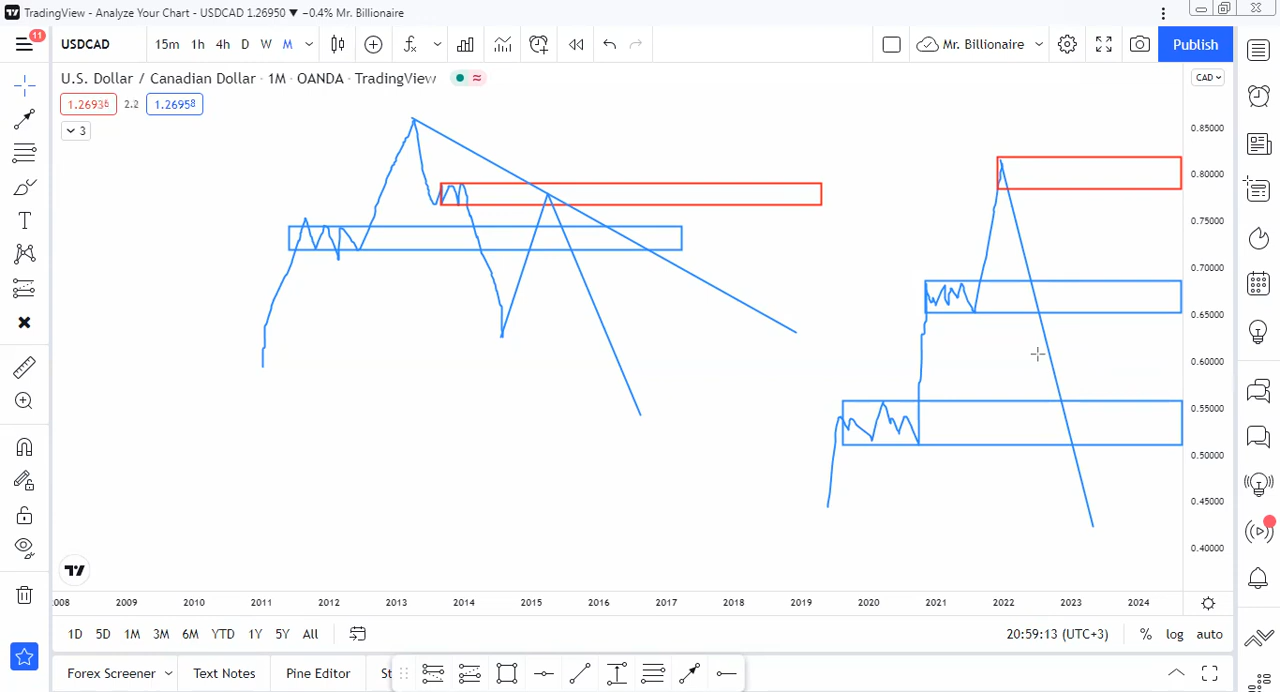 TradingView - Analyze Your Chart - USDCAD 1.26950 ▼ −0.4% Mr. Billionaire
11
USDCAD 15m 1h 4h D W M Mr. Billionaire Publish
U.S. Dollar / Canadian Dollar · 1M · OANDA · TradingView
CAD
1.26936 2.2 1.26958
3
0.85000
0.80000
0.75000
0.70000
0.65000
0.60000
0.55000
0.50000
0.45000
0.40000
:008 2009 2010 2011 2012 2013 2014 2015 2016 2017 2018 2019 2020 2021 2022 2023 2024
1D 5D 1M 3M 6M YTD 1Y 5Y All 20:59:13 (UTC+3) % log auto
Forex Screener Text Notes Pine Editor St